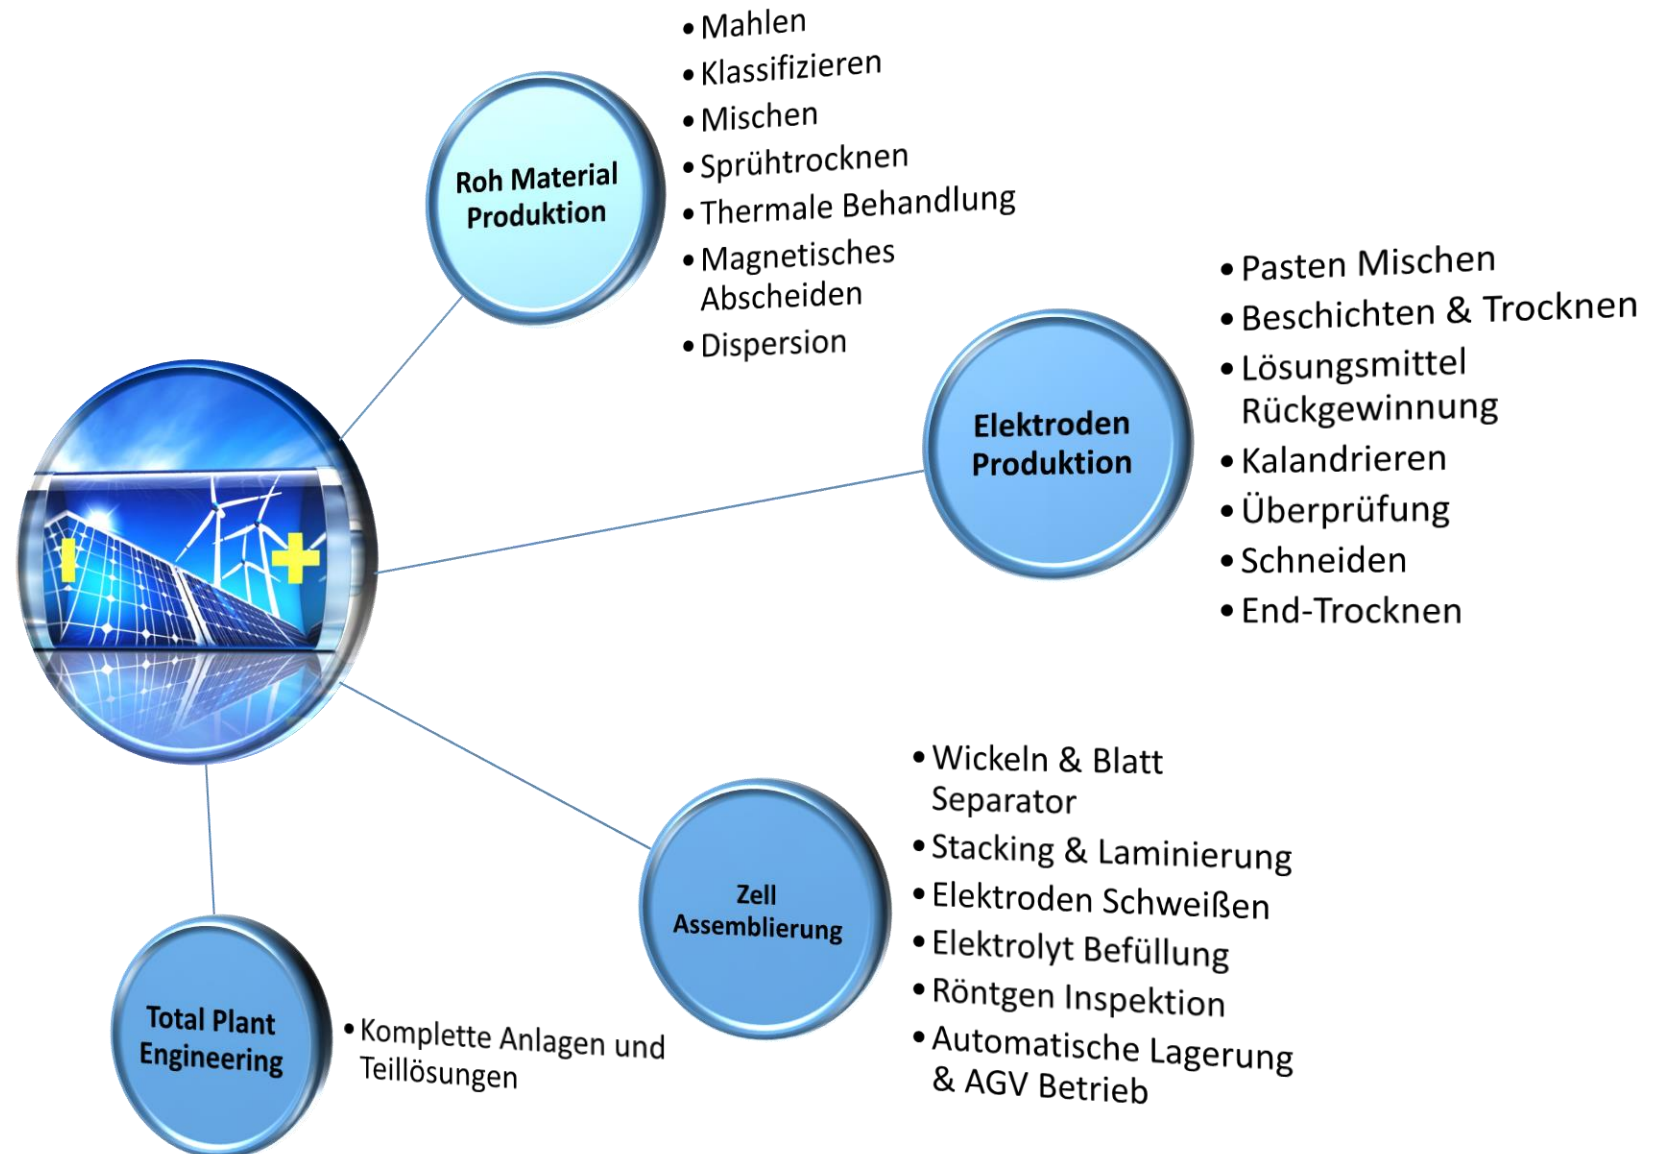 Roh Material
Produktion
• Mahlen
• Klassifizieren
• Mischen
• Sprühtrocknen
• Thermale Behandlung
• Magnetisches
Abscheiden
• Dispersion
Elektroden
Produktion
• Pasten Mischen
• Beschichten & Trocknen
• Lösungsmittel
Rückgewinnung
• Kalandrieren
• Überprüfung
• Schneiden
• End-Trocknen
Zell
Assemblierung
• Wickeln & Blatt
Separator
• Stacking & Laminierung
• Elektroden Schweißen
• Elektrolyt Befüllung
• Röntgen Inspektion
• Automatische Lagerung
& AGV Betrieb
Total Plant
Engineering
• Komplette Anlagen und
Teillösungen